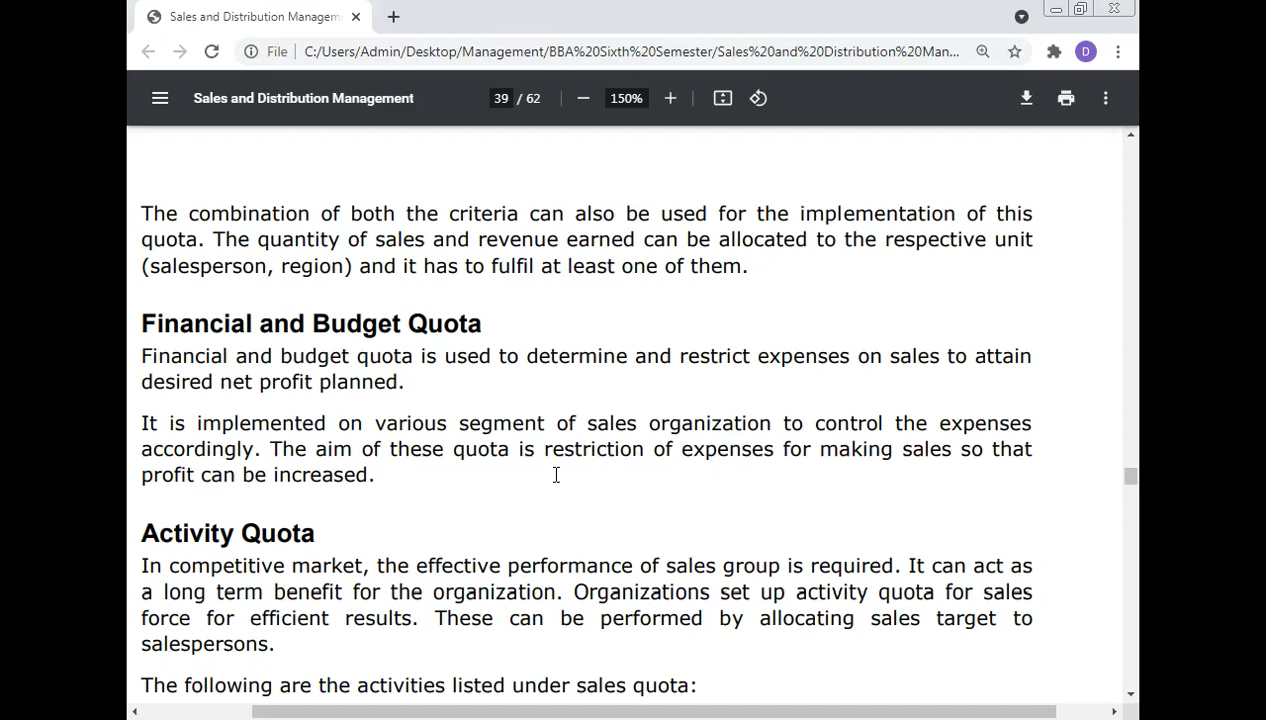 Sales and Distribution Managem
File C:/Users/Admin/Desktop/Management/BBA%20Sixth%20Semester/Sales%20and%20Distribution%20Man... D
Sales and Distribution Management 39 / 62 150%
The combination of both the criteria can also be used for the implementation of this
quota. The quantity of sales and revenue earned can be allocated to the respective unit
(salesperson, region) and it has to fulfil at least one of them.
Financial and Budget Quota
Financial and budget quota is used to determine and restrict expenses on sales to attain
desired net profit planned.
It is implemented on various segment of sales organization to control the expenses
accordingly. The aim of these quota is restriction of expenses for making sales so that
profit can be increased.
Activity Quota
In competitive market, the effective performance of sales group is required. It can act as
a long term benefit for the organization. Organizations set up activity quota for sales
force for efficient results. These can be performed by allocating sales target to
salespersons.
The following are the activities listed under sales quota: